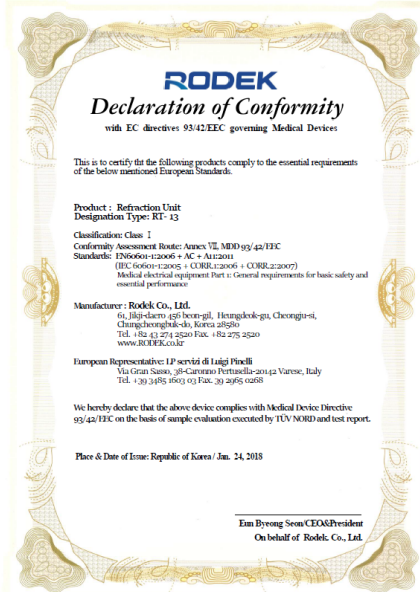 RODEK
Declaration of Conformity
with EC directives 93/42/EEC governing Medical Devices
This is to certify tht the following products comply to the essential requirements
of the below mentioned European Standards.
Product : Refraction Unit
Designation Type: RT- 13
Classification: Class I
Conformity Assessment Route: Annex VII, MDD 93/42/EEC
Standards: EN60601-1:2006 + AC + A11:2011
(IEC 60601-1:2005 + CORR.1:2006 + CORR.2:2007)
Medical electrical equipment Part 1: General requirements for basic safety and
essential performance
Manufacturer : Rodek Co., Ltd.
61, Jikji-daero 456 beon-gil, Heungdeok-gu, Cheongju-si,
Chungcheongbuk-do, Korea 28580
Tel. +82 43 274 2520 Fax. +82 275 2520
www.RODEK.co.kr
European Representative: LP servizi di Luigi Pinelli
Via Gran Sasso, 38-Caronno Pertusella-20142 Varese, Italy
Tel. +39 3485 1603 03 Fax. 39 2965 0268
We hereby declare that the above device complies with Medical Device Directive
93/42/EEC on the basis of sample evaluation executed by TÜV NORD and test report.
Place & Date of Issue: Republic of Korea / Jan. 24, 2018
Eun Byeong Seon/CEO&President
On behalf of Rodek. Co., Ltd.